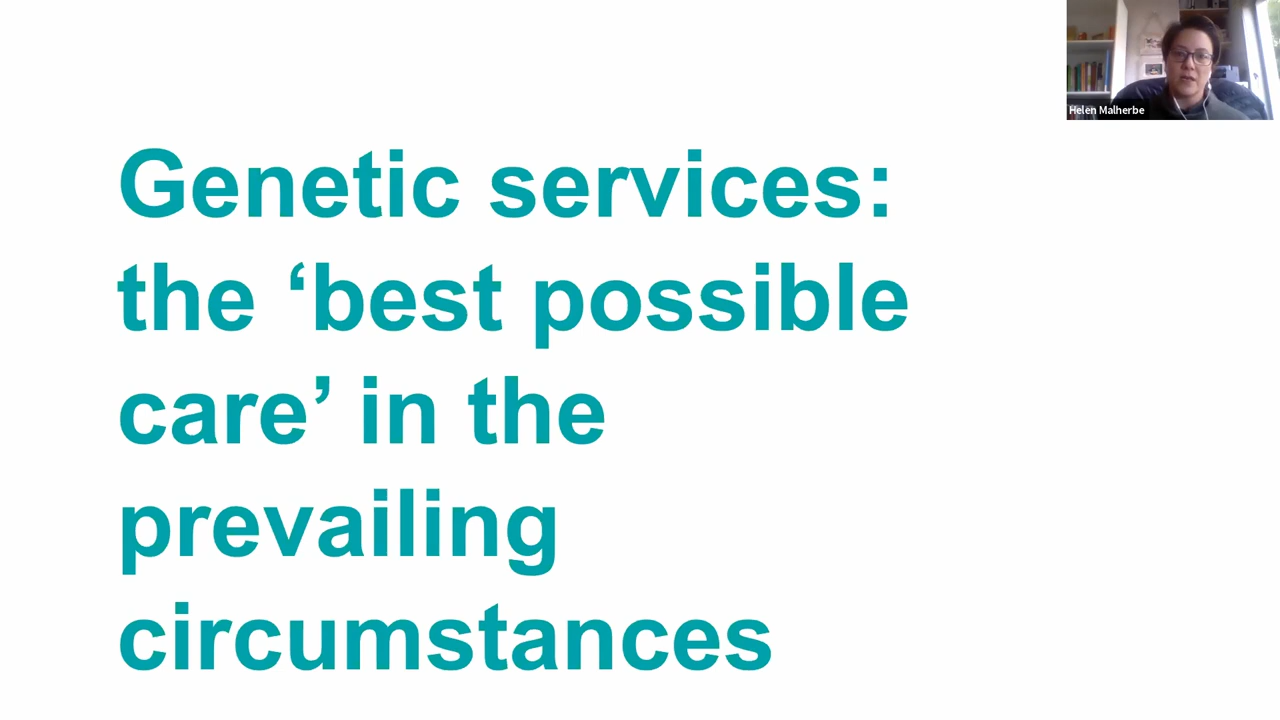 Helen Malherbe
Genetic services:
the ‘best possible
care’ in the
prevailing
circumstances